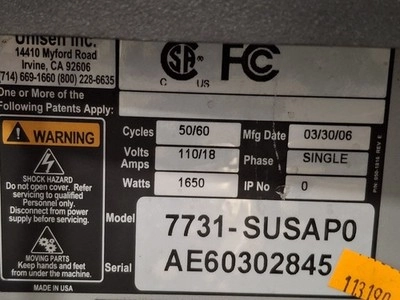 Unisen Inc.
14410 Myford Road
Irvine, CA 92606
(714) 669-1660 (800) 228-6635
One or More of the
Following Patents Apply:
CSA
C US
FC
WARNING
SHOCK HAZARD
Do not open cover. Refer
servicing to qualified
Personnel only.
Disconnect from power
supply before servicing.
MOVING PARTS
Keep hands and feet
from under the machine.
MADE IN USA
Cycles 50/60 Mfg Date 03/30/06
Volts Amps 110/18 Phase SINGLE
Watts 1650 IP No 0
Model 7731-SUSAP0
Serial AE60302845
113190